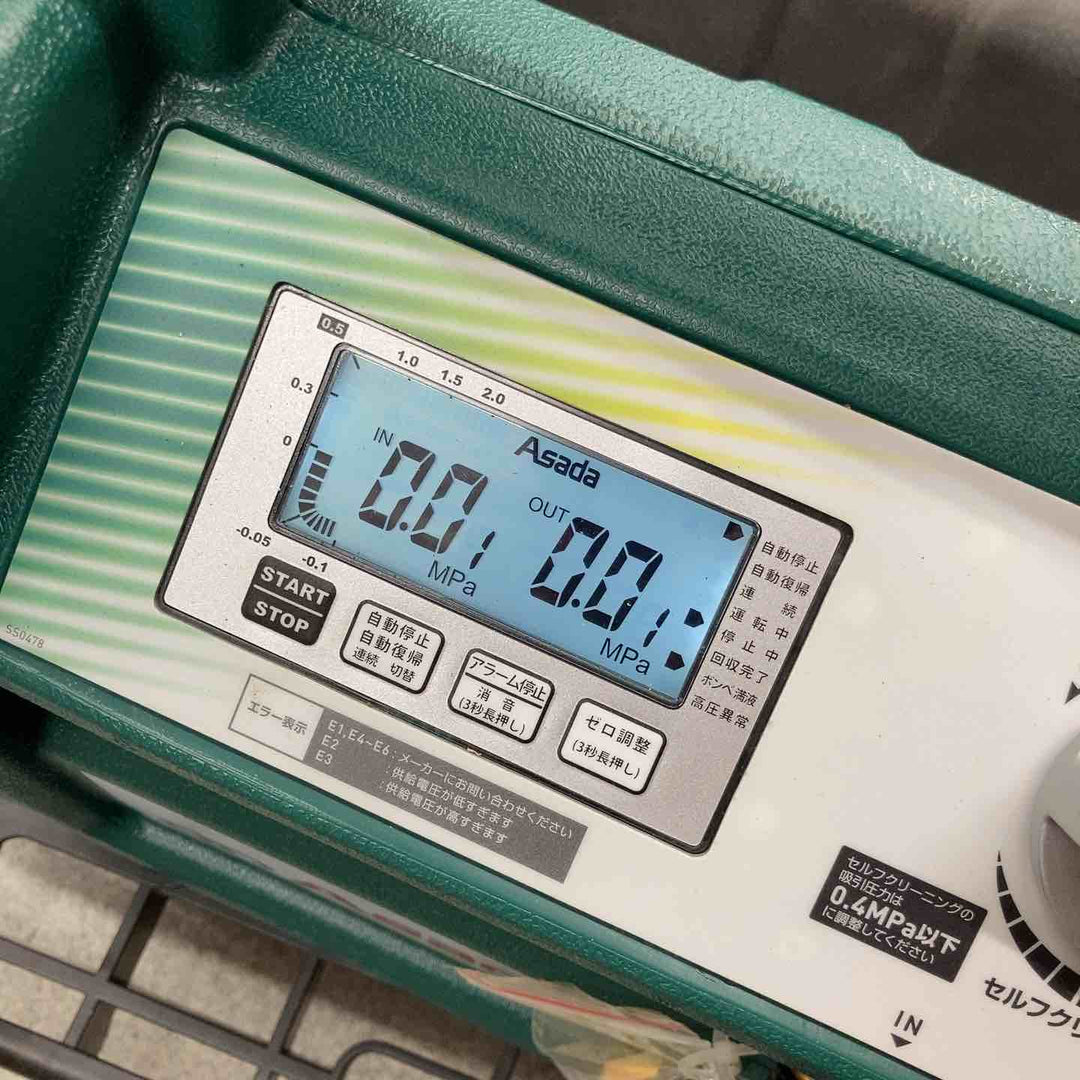 0.5
1.0
1.5
2.0
0.3
0
-0.05
-0.1
Asada
IN
0.01
MPa
OUT
0.01
MPa
自動停止
自動復帰
連 続
運転中
停止中
回収完了
ボンベ満液
高圧異常
START
STOP
自動停止
自動復帰
連続 切替
アラーム停止
消音
(3秒長押し)
ゼロ調整
(3秒長押し)
SS0478
エラー表示
E1,E4~E6:メーカーにお問い合わせください
E2 :供給電圧が低すぎます
E3 :供給電圧が高すぎます
セルフクリーニングの
吸引圧力は
0.4MPa以下
に調整してください
セルフクリ
IN